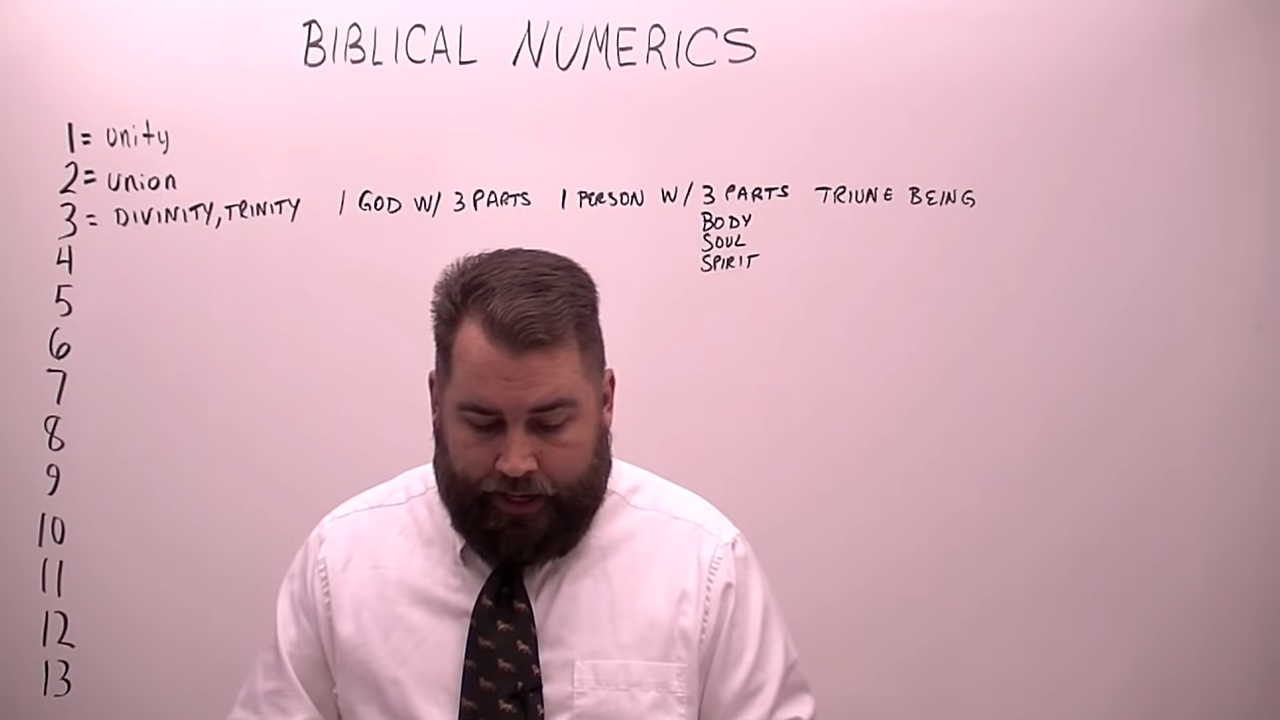 BIBLICAL NUMERICS
1= unity
2= union
3= DIVINITY, TRINITY 1 GOD W/ 3 PARTS 1 PERSON W/ 3 PARTS TRIUNE BEING
BODY
SOUL
SPIRIT
4
5
6
7
8
9
10
11
12
13